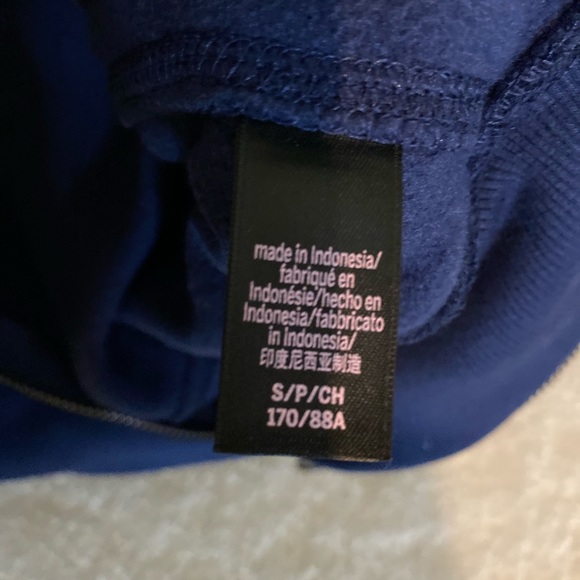 made in Indonesia/
fabriqué en
Indonésie/hecho en
Indonesia/fabbricato
in Indonesia/
印度尼西亚制造
S/P/CH
170/88A